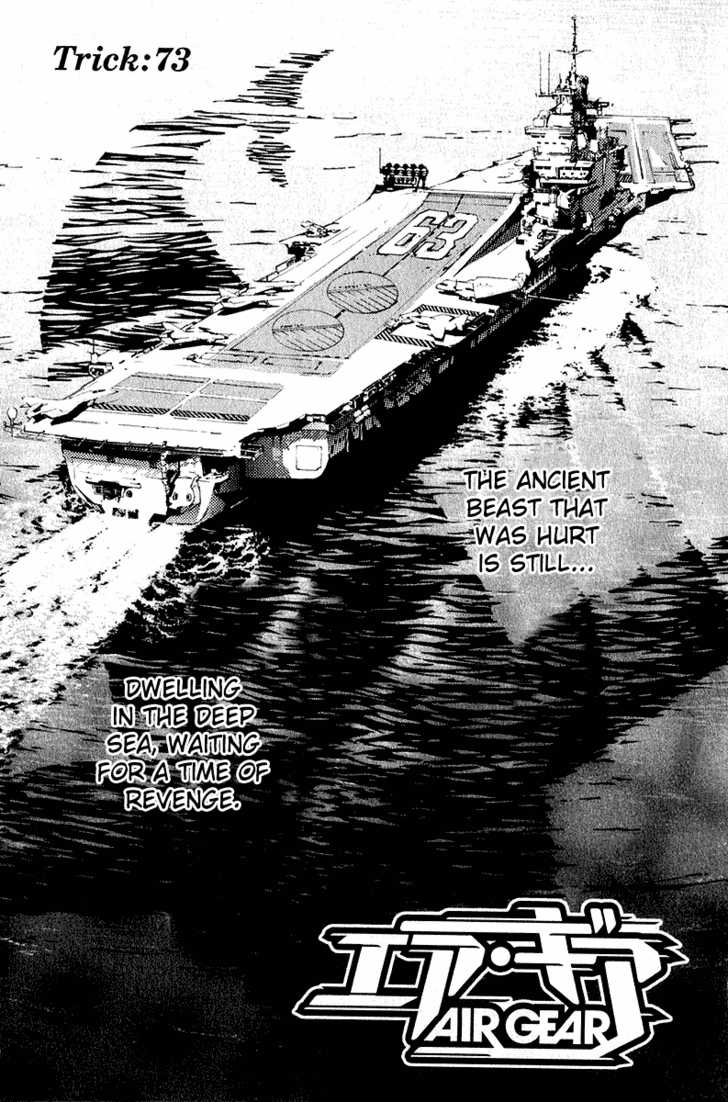 Trick:73
63
THE ANCIENT
BEAST THAT
WAS HURT
IS STILL...
DWELLING
IN THE DEEP
SEA, WAITING
FOR A TIME OF
REVENGE.
エア・ギア
AIR GEAR